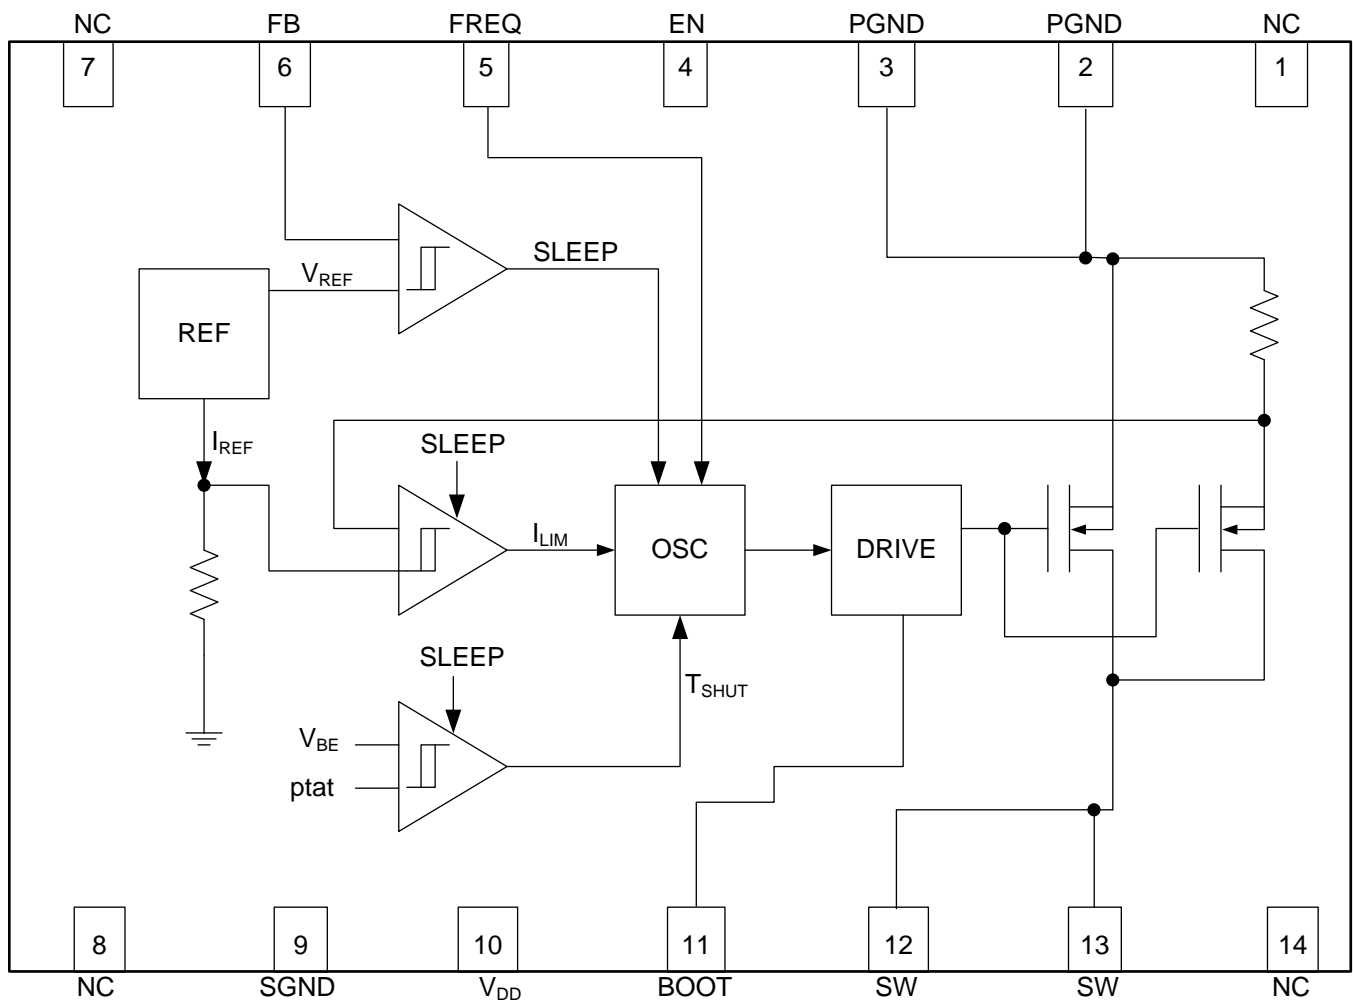 NC FB FREQ EN PGND PGND NC
7 6 5 4 3 2 1
SLEEP
VREF
REF
IREF
SLEEP
ILIM
OSC
DRIVE
SLEEP
TSHUT
VBE
ptat
8 9 10 11 12 13 14
NC SGND VDD BOOT SW SW NC